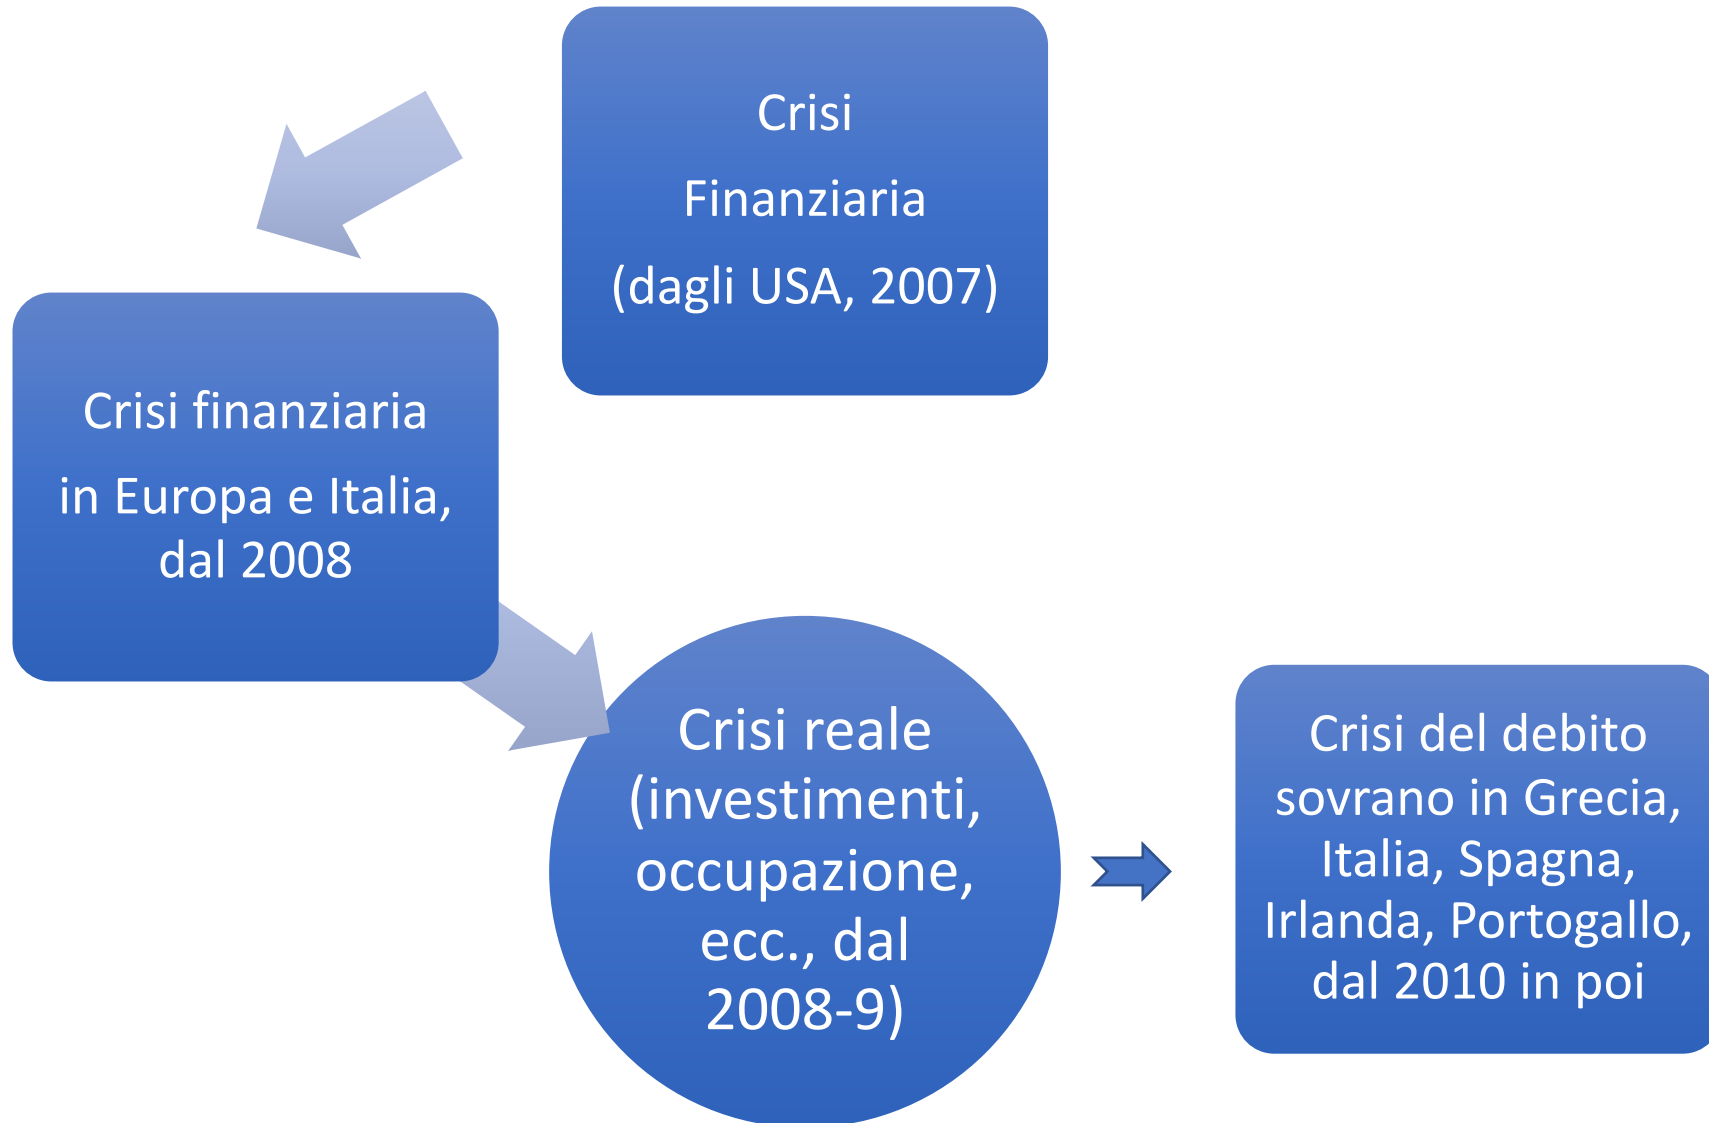 Crisi
Finanziaria
(dagli USA, 2007)
Crisi finanziaria
in Europa e Italia,
dal 2008
Crisi reale
(investimenti,
occupazione,
ecc., dal
2008-9)
Crisi del debito
sovrano in Grecia,
Italia, Spagna,
Irlanda, Portogallo,
dal 2010 in poi